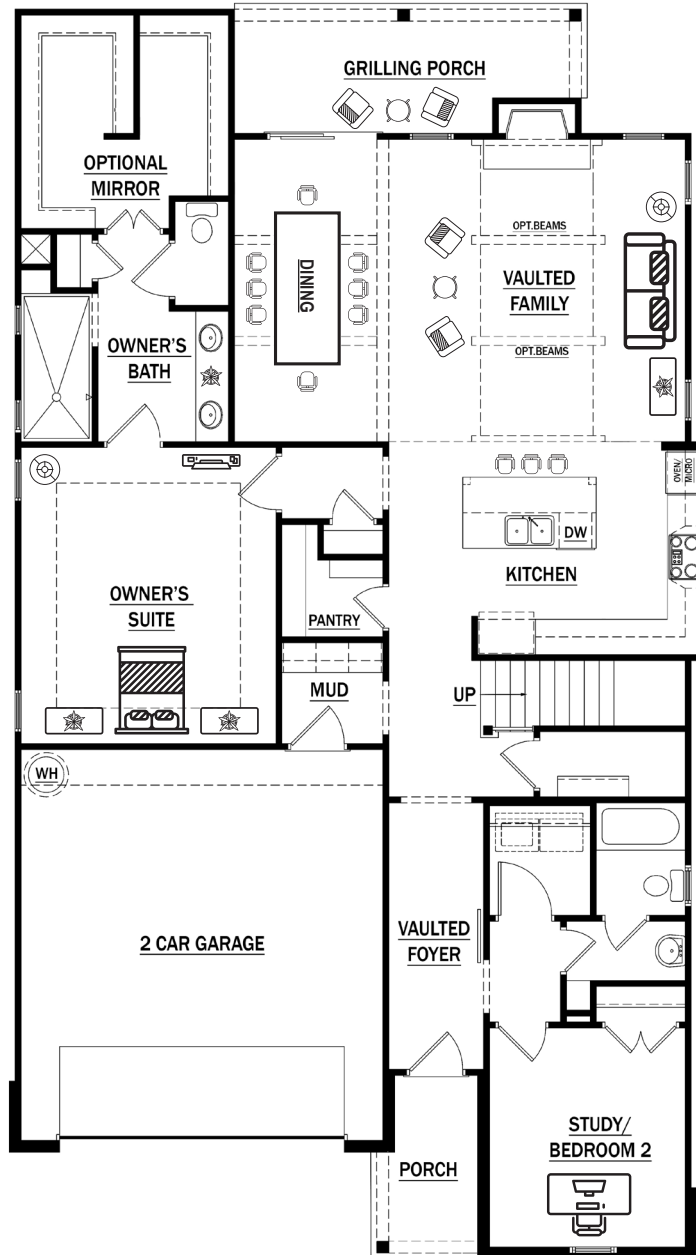 GRILLING PORCH
OPTIONAL
MIRROR
OPT.BEAMS
DINING
VAULTED
FAMILY
OWNER'S
BATH
OPT.BEAMS
OVEN/
MICRO
DW
KITCHEN
OWNER'S
SUITE
PANTRY
MUD
UP
WH
2 CAR GARAGE
VAULTED
FOYER
STUDY/
BEDROOM 2
PORCH